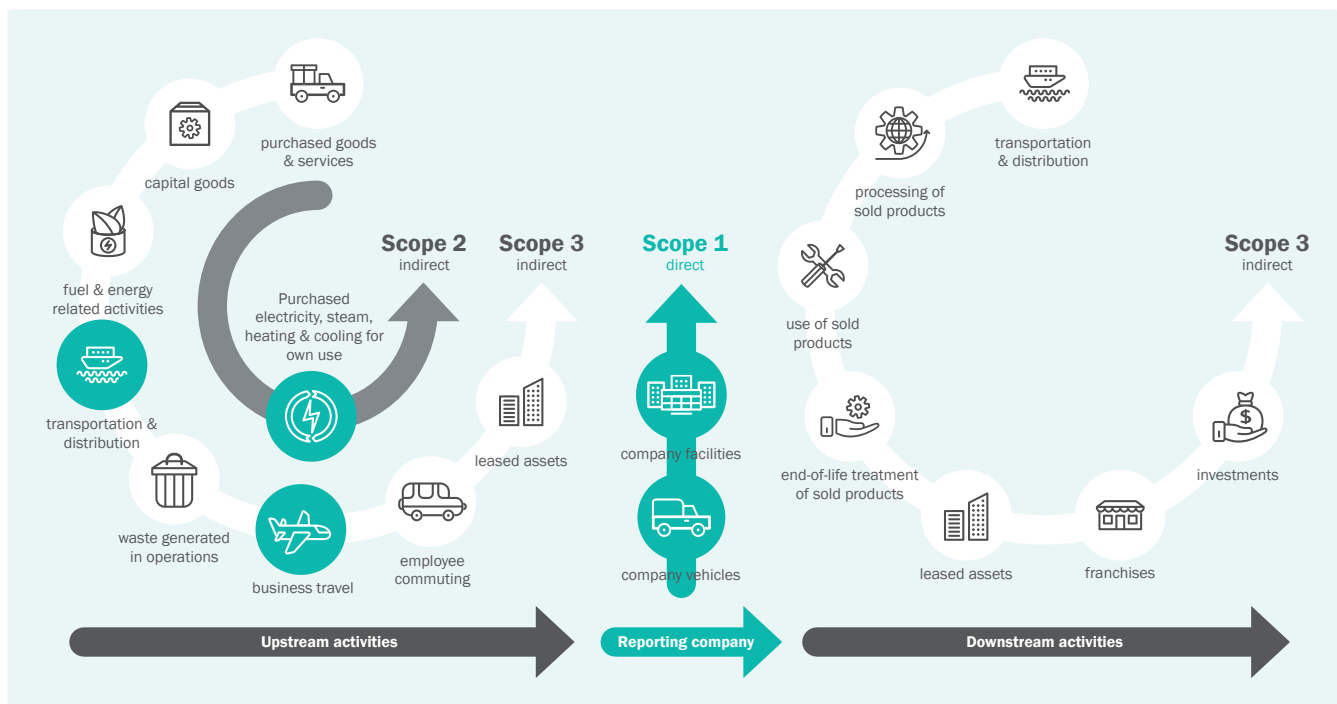 purchased goods
& services
capital goods
fuel & energy
related activities
transportation &
distribution
waste generated
in operations
business travel
employee
commuting
leased assets
Scope 3
indirect
Purchased
electricity, steam,
heating & cooling for
own use
Scope 2
indirect
Scope 1
direct
company facilities
company vehicles
transportation
& distribution
processing of
sold products
use of sold
products
end-of-life treatment
of sold products
leased assets
franchises
investments
$
Scope 3
indirect
Upstream activities
Reporting company
Downstream activities